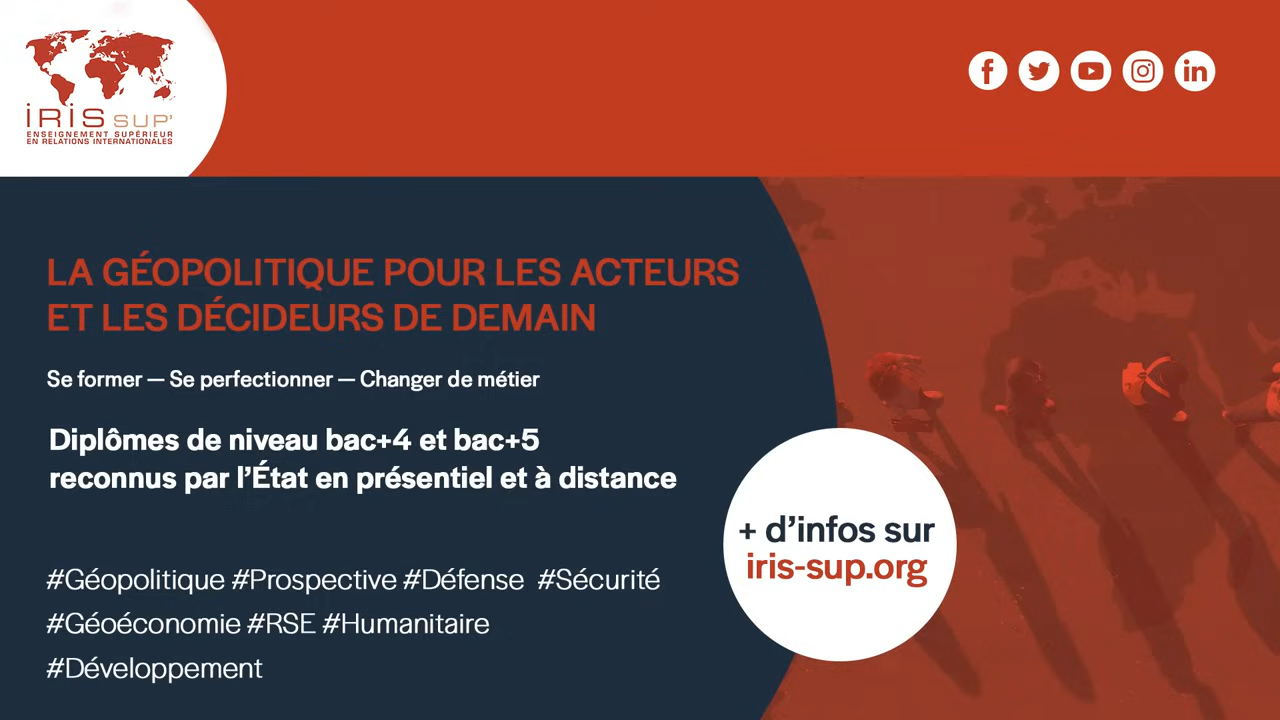 IRIS SUP'
ENSEIGNEMENT SUPÉRIEUR
EN RELATIONS INTERNATIONALES
LA GÉOPOLITIQUE POUR LES ACTEURS
ET LES DÉCIDEURS DE DEMAIN
Se former — Se perfectionner — Changer de métier
Diplômes de niveau bac+4 et bac+5
reconnus par l'État en présentiel et à distance
+ d'infos sur
iris-sup.org
#Géopolitique #Prospective #Défense #Sécurité
#Géoéconomie #RSE #Humanitaire
#Développement